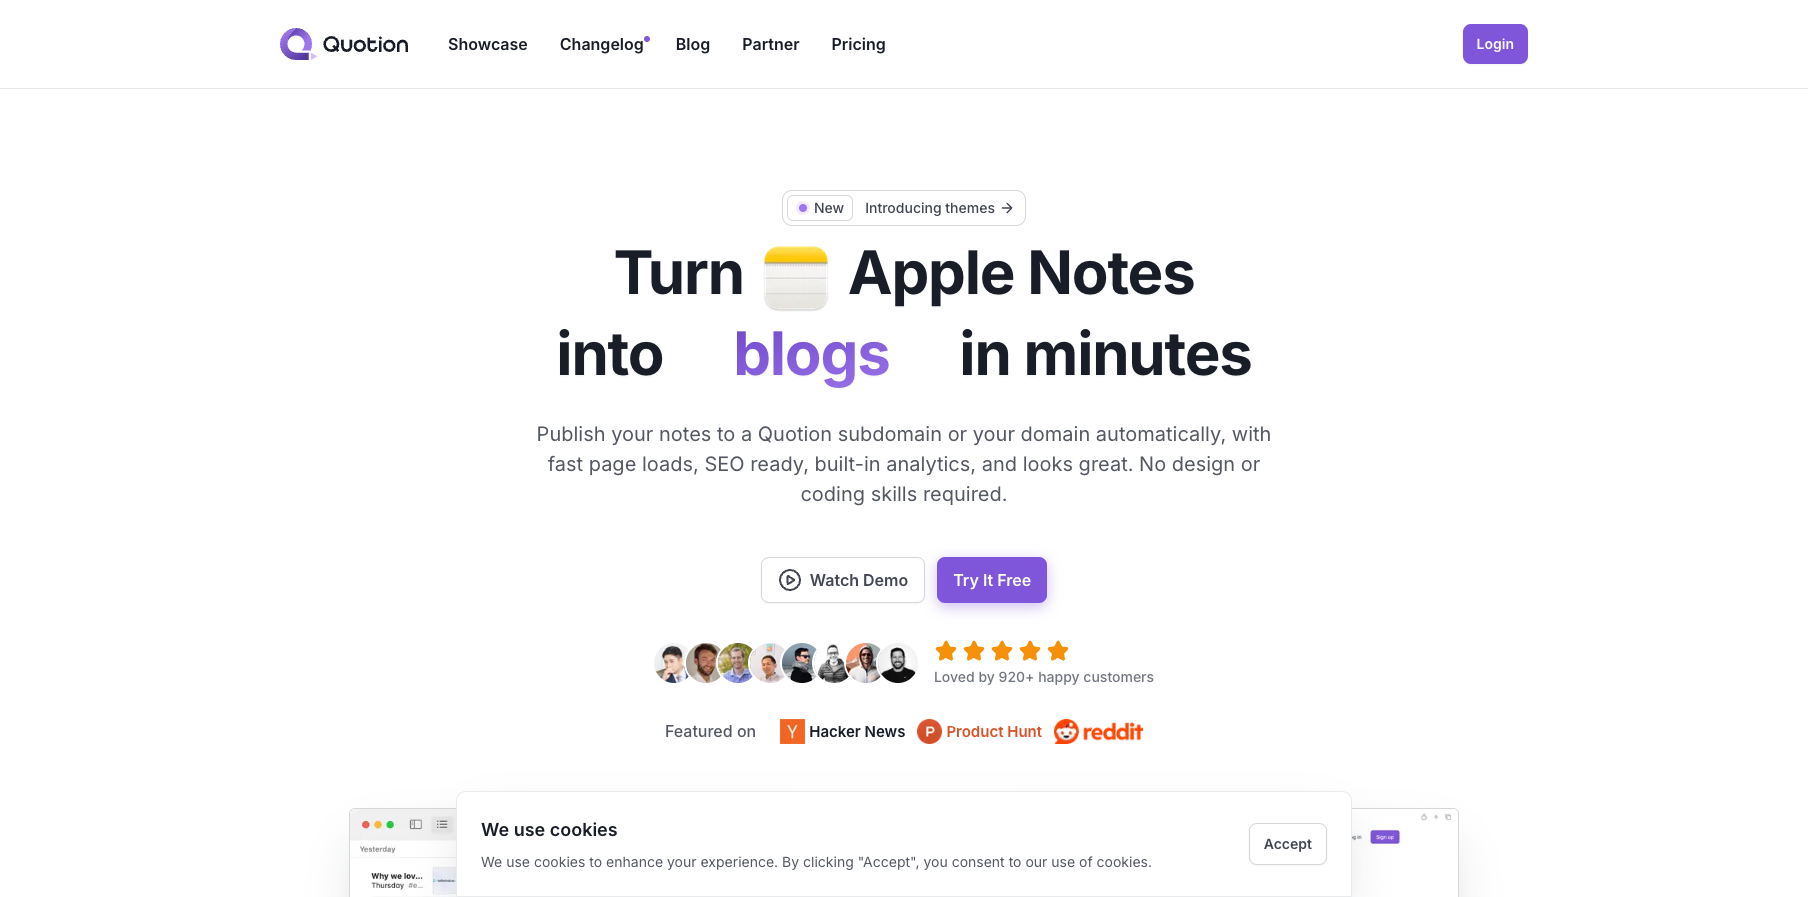 Quotion
Showcase
Changelog
Blog
Partner
Pricing
Login
New
Introducing themes →
Turn Apple Notes
into blogs in minutes
Publish your notes to a Quotion subdomain or your domain automatically, with
fast page loads, SEO ready, built-in analytics, and looks great. No design or
coding skills required.
Watch Demo
Try It Free
Loved by 920+ happy customers
Featured on
Y Hacker News
P Product Hunt
reddit
We use cookies
We use cookies to enhance your experience. By clicking "Accept", you consent to our use of cookies.
Accept
Yesterday
Why we lov...
Thursday #e...
Sign up